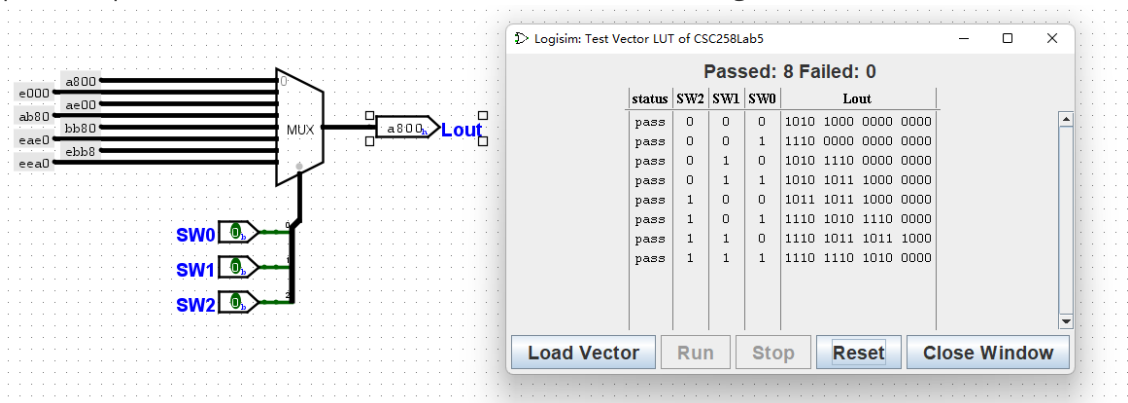 Logisim: Test Vector LUT of CSC258Lab5
Passed: 8 Failed: 0
status SW2 SW1 SW0 Lout
pass 0 0 0 1010 1000 0000 0000
pass 0 0 1 1110 0000 0000 0000
pass 0 1 0 1010 1110 0000 0000
pass 0 1 1 1010 1011 1000 0000
pass 1 0 0 1011 1011 1000 0000
pass 1 0 1 1110 1010 1110 0000
pass 1 1 0 1110 1011 1011 1000
pass 1 1 1 1110 1110 1010 0000
Load Vector Run Stop Reset Close Window
a800
e000
ae00
ab80
bb80
eae0
ebb8
eea0
0
MUX
a800h Lout
SW0 0b 0
SW1 0b 1
SW2 0b 2